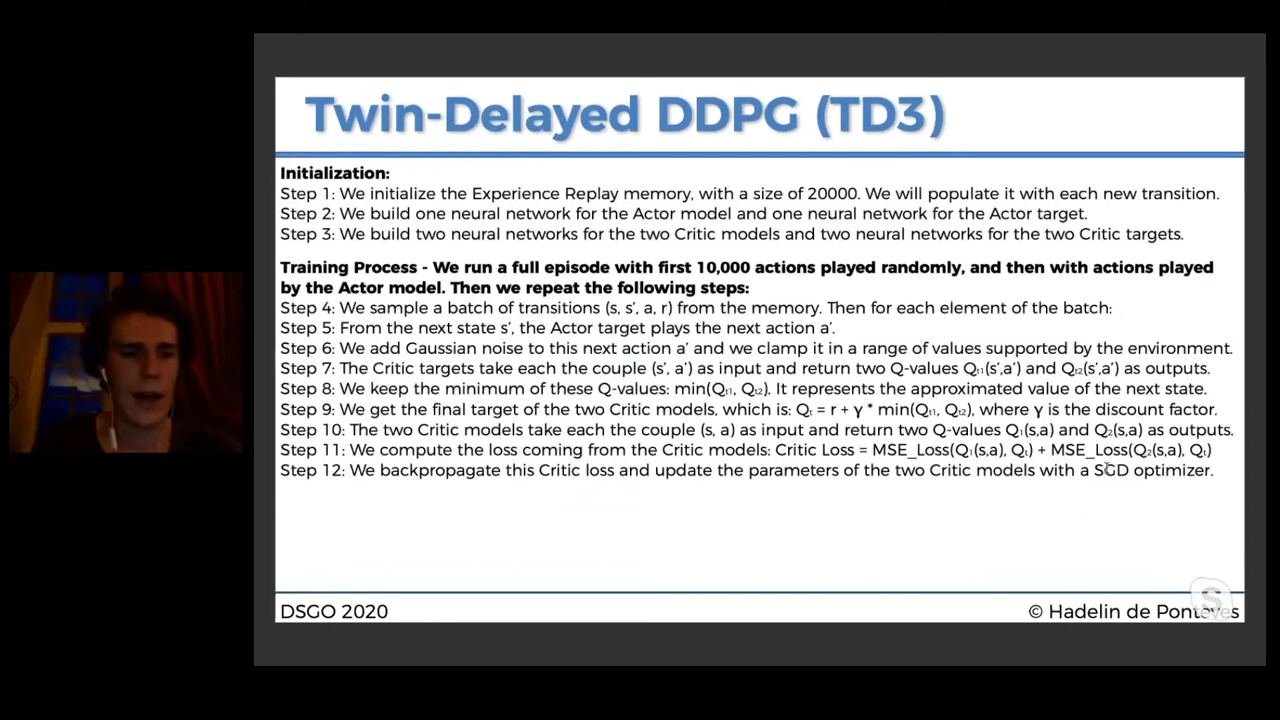 Twin-Delayed DDPG (TD3)
Initialization:
Step 1: We initialize the Experience Replay memory, with a size of 20000. We will populate it with each new transition.
Step 2: We build one neural network for the Actor model and one neural network for the Actor target.
Step 3: We build two neural networks for the two Critic models and two neural networks for the two Critic targets.
Training Process - We run a full episode with first 10,000 actions played randomly, and then with actions played
by the Actor model. Then we repeat the following steps:
Step 4: We sample a batch of transitions (s, s’, a, r) from the memory. Then for each element of the batch:
Step 5: From the next state s’, the Actor target plays the next action a’.
Step 6: We add Gaussian noise to this next action a’ and we clamp it in a range of values supported by the environment.
Step 7: The Critic targets take each the couple (s’, a’) as input and return two Q-values Qₜ₁(s’,a’) and Qₜ₂(s’,a’) as outputs.
Step 8: We keep the minimum of these Q-values: min(Qₜ₁, Qₜ₂). It represents the approximated value of the next state.
Step 9: We get the final target of the two Critic models, which is: Qₜ = r + γ * min(Qₜ₁, Qₜ₂), where γ is the discount factor.
Step 10: The two Critic models take each the couple (s, a) as input and return two Q-values Q₁(s,a) and Q₂(s,a) as outputs.
Step 11: We compute the loss coming from the Critic models: Critic Loss = MSE_Loss(Q₁(s,a), Qₜ) + MSE_Loss(Q₂(s,a), Qₜ)
Step 12: We backpropagate this Critic loss and update the parameters of the two Critic models with a SGD optimizer.
DSGO 2020
© Hadelin de Ponteves